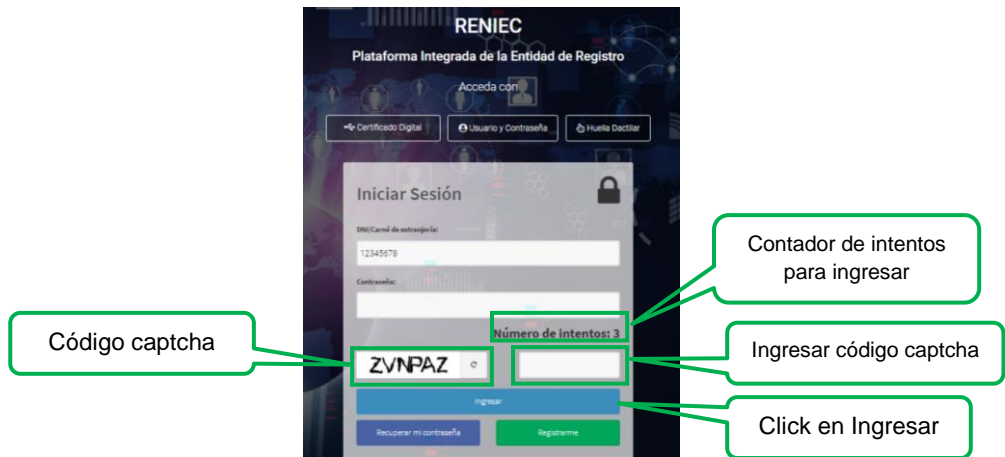 RENIEC
Plataforma Integrada de la Entidad de Registro
Acceda con
Certificado Digital
Usuario y Contraseña
Huella Dactilar
Iniciar Sesión
DNI/Carné de extranjería:
12345678
Contraseña:
Número de intentos: 3
ZVNPAZ
Ingresar
Recuperar mi contraseña
Registrarme
Código captcha
Contador de intentos
para ingresar
Ingresar código captcha
Click en Ingresar